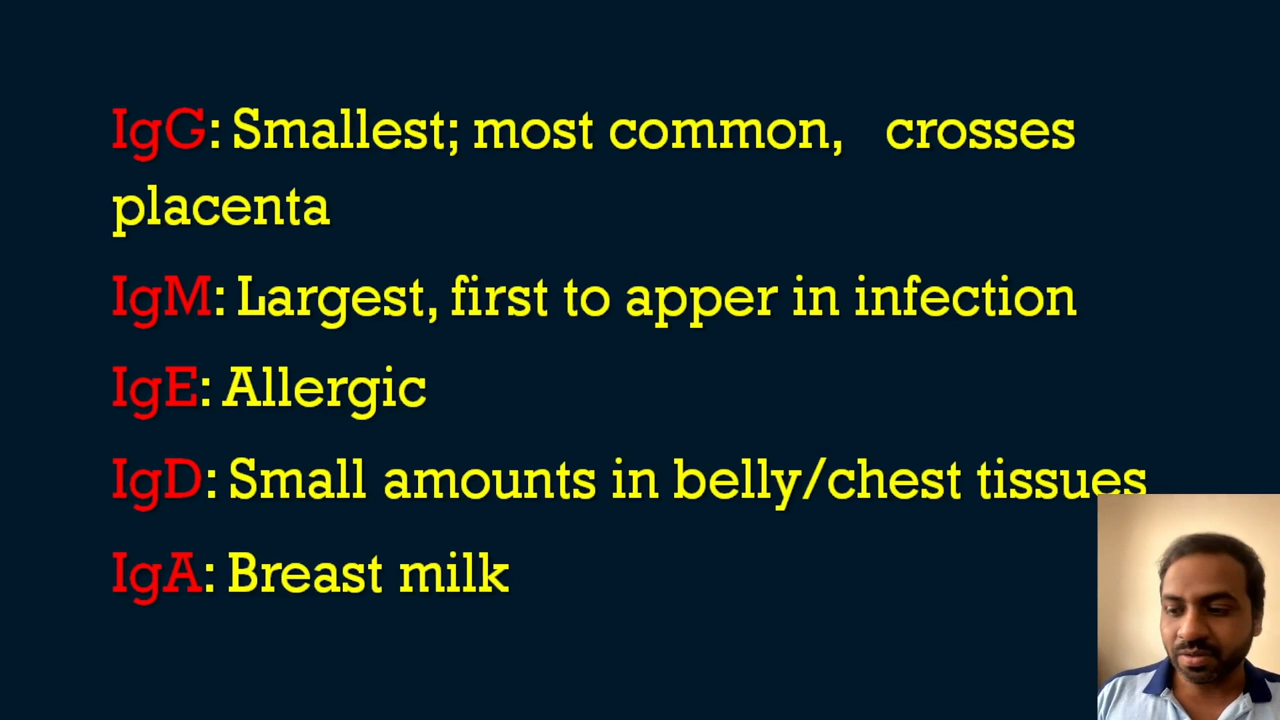 IgG: Smallest; most common, crosses
placenta
IgM: Largest, first to apper in infection
IgE: Allergic
IgD: Small amounts in belly/chest tissues
IgA: Breast milk